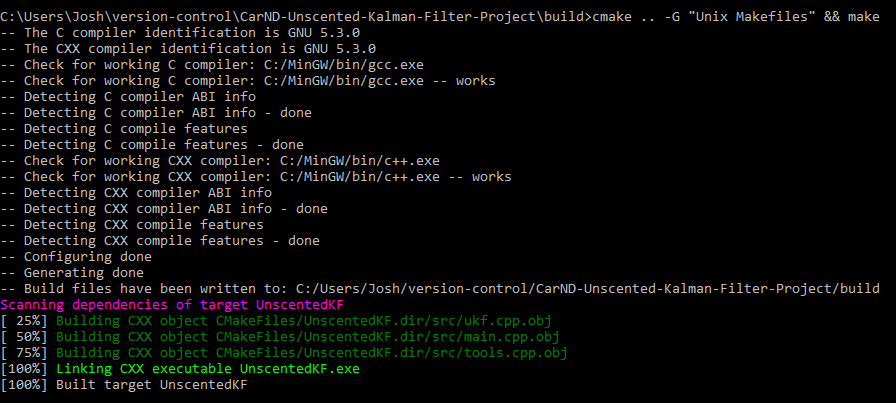 C:\Users\Josh\version-control\CarND-Unscented-Kalman-Filter-Project\build>cmake .. -G "Unix Makefiles" && make
-- The C compiler identification is GNU 5.3.0
-- The CXX compiler identification is GNU 5.3.0
-- Check for working C compiler: C:/MinGW/bin/gcc.exe
-- Check for working C compiler: C:/MinGW/bin/gcc.exe -- works
-- Detecting C compiler ABI info
-- Detecting C compiler ABI info - done
-- Detecting C compile features
-- Detecting C compile features - done
-- Check for working CXX compiler: C:/MinGW/bin/c++.exe
-- Check for working CXX compiler: C:/MinGW/bin/c++.exe -- works
-- Detecting CXX compiler ABI info
-- Detecting CXX compiler ABI info - done
-- Detecting CXX compile features
-- Detecting CXX compile features - done
-- Configuring done
-- Generating done
-- Build files have been written to: C:/Users/Josh/version-control/CarND-Unscented-Kalman-Filter-Project/build
Scanning dependencies of target UnscentedKF
[ 25%] Building CXX object CMakeFiles/UnscentedKF.dir/src/ukf.cpp.obj
[ 50%] Building CXX object CMakeFiles/UnscentedKF.dir/src/main.cpp.obj
[ 75%] Building CXX object CMakeFiles/UnscentedKF.dir/src/tools.cpp.obj
[100%] Linking CXX executable UnscentedKF.exe
[100%] Built target UnscentedKF